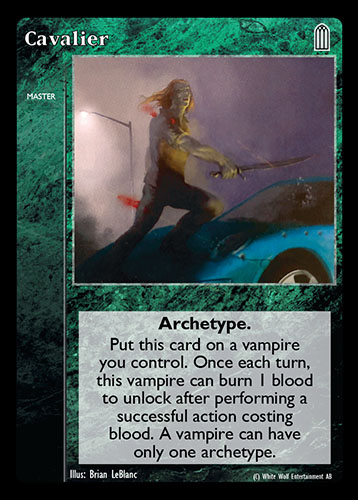 Cavalier
MASTER
Archetype.
Put this card on a vampire
you control. Once each turn,
this vampire can burn 1 blood
to unlock after performing a
successful action costing
blood. A vampire can have
only one archetype.
Illus: Brian LeBlanc
(C) White Wolf Entertainment AB